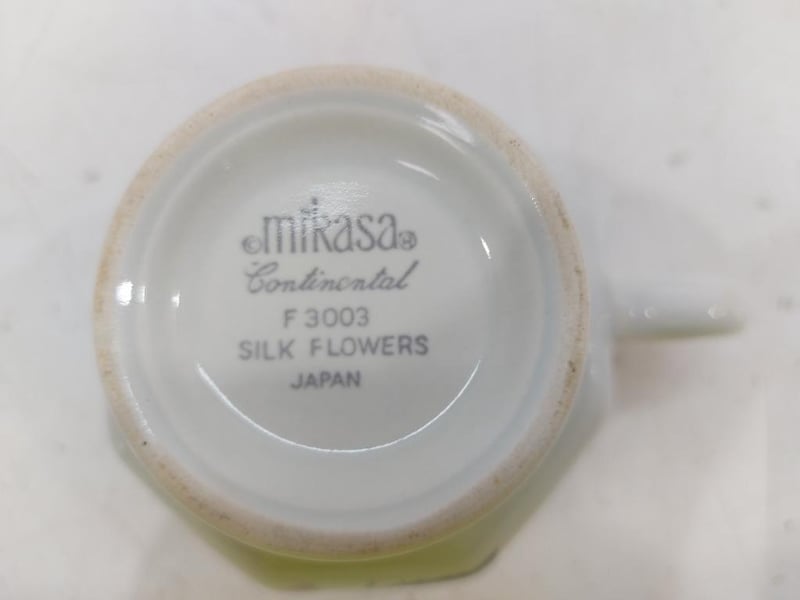 ©mikasa®
Continental
F 3003
SILK FLOWERS
JAPAN